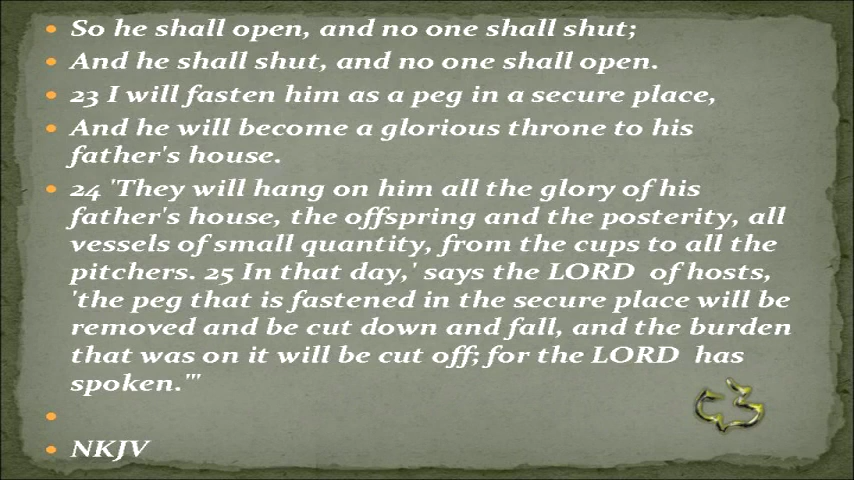 So he shall open, and no one shall shut;
And he shall shut, and no one shall open.
23 I will fasten him as a peg in a secure place,
And he will become a glorious throne to his
father's house.
24 'They will hang on him all the glory of his
father's house, the offspring and the posterity, all
vessels of small quantity, from the cups to all the
pitchers. 25 In that day,' says the LORD of hosts,
'the peg that is fastened in the secure place will be
removed and be cut down and fall, and the burden
that was on it will be cut off; for the LORD has
spoken.'"
NKJV